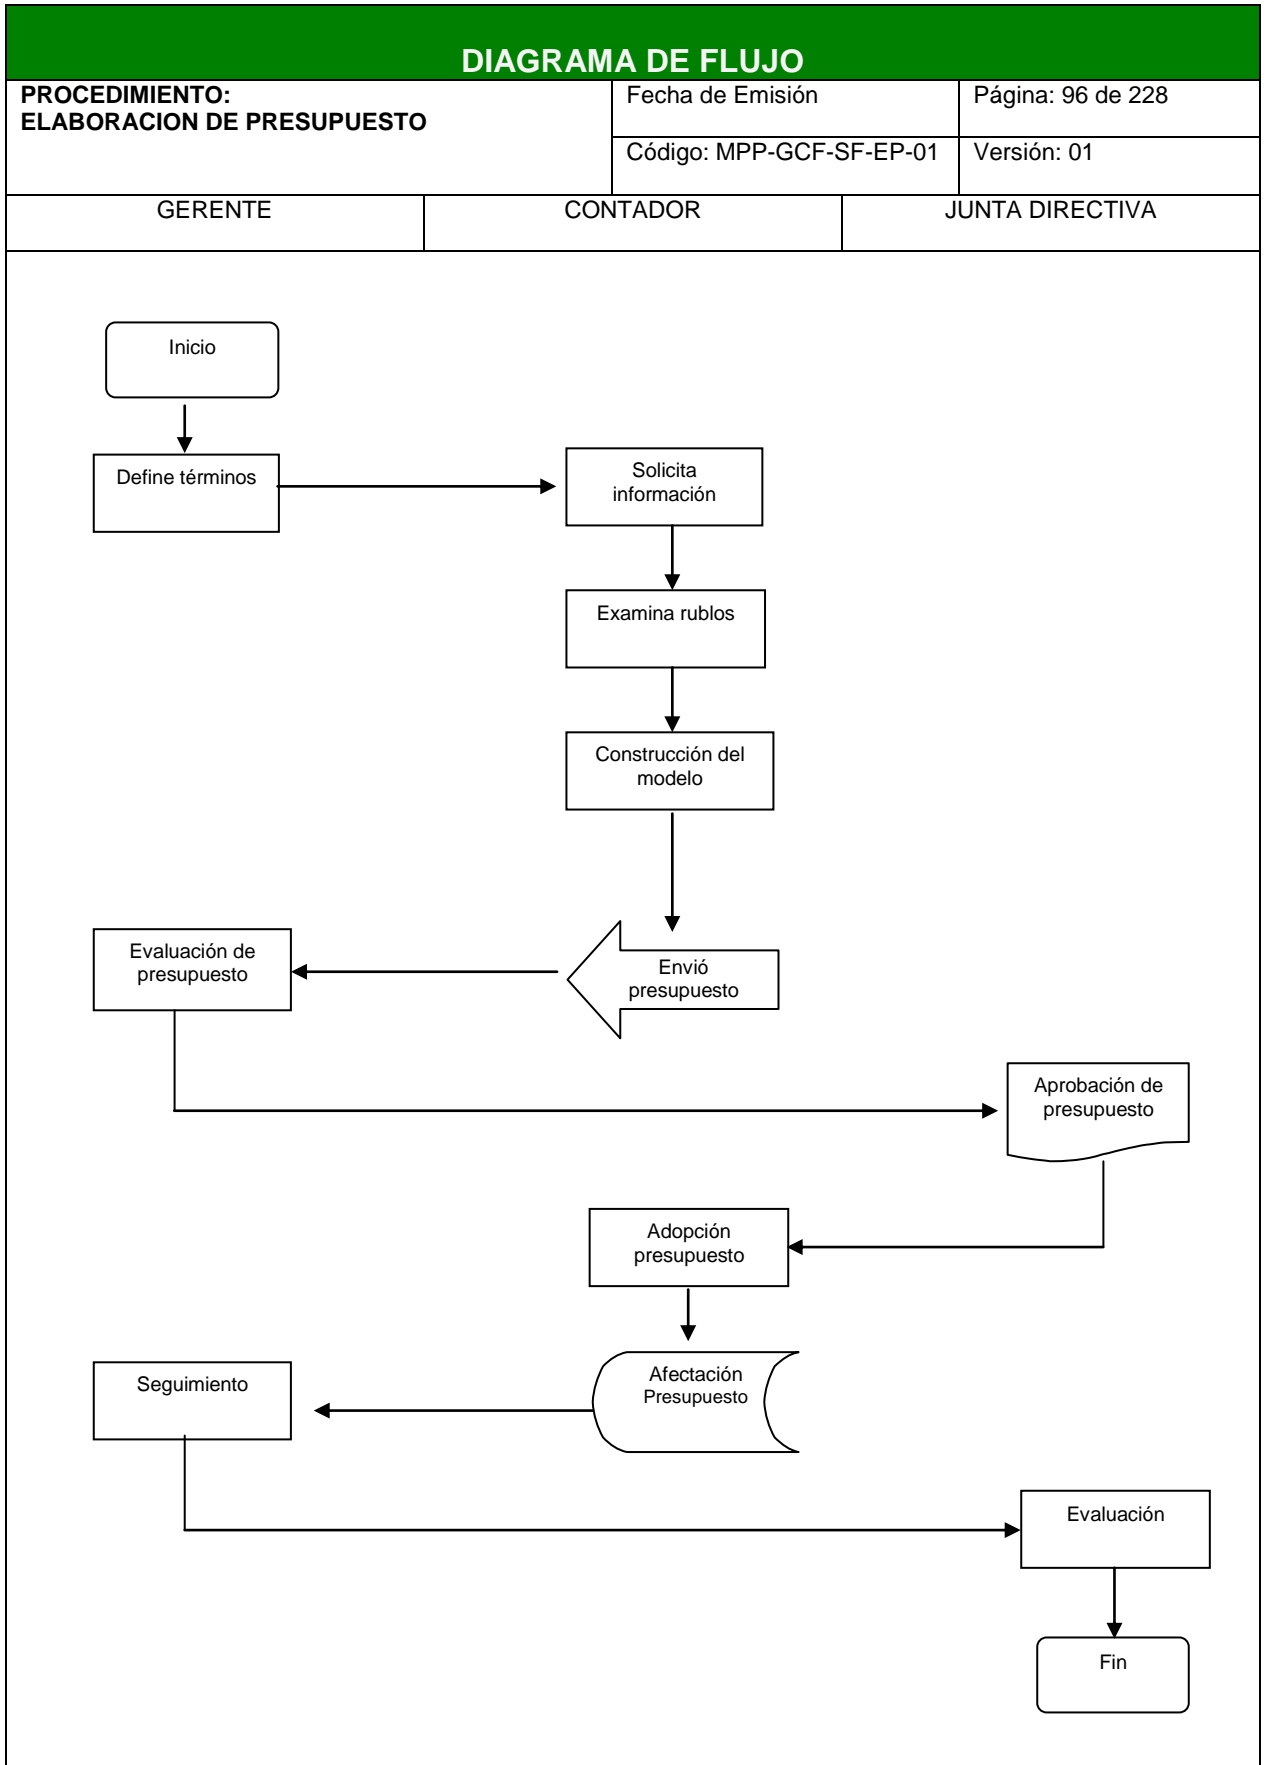 DIAGRAMA DE FLUJO
PROCEDIMIENTO:
ELABORACION DE PRESUPUESTO
Fecha de Emisión
Página: 96 de 228
Código: MPP-GCF-SF-EP-01
Versión: 01
GERENTE
CONTADOR
JUNTA DIRECTIVA
Inicio
Define términos
Solicita
información
Examina rublos
Construcción del
modelo
Envió
presupuesto
Evaluación de
presupuesto
Aprobación de
presupuesto
Adopción
presupuesto
Afectación
Presupuesto
Seguimiento
Evaluación
Fin